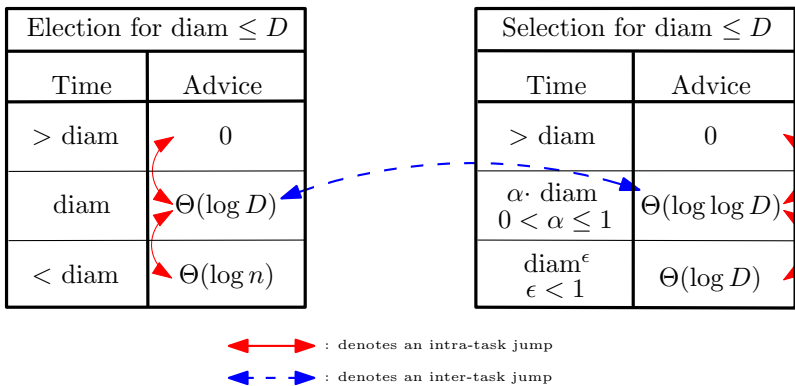 Election for diam ≤ D
Time Advice
> diam 0
diam Θ(log D)
< diam Θ(log n)
Selection for diam ≤ D
Time Advice
> diam 0
α· diam
0 < α ≤ 1 Θ(log log D)
diam^ϵ
ϵ < 1 Θ(log D)
: denotes an intra-task jump
: denotes an inter-task jump